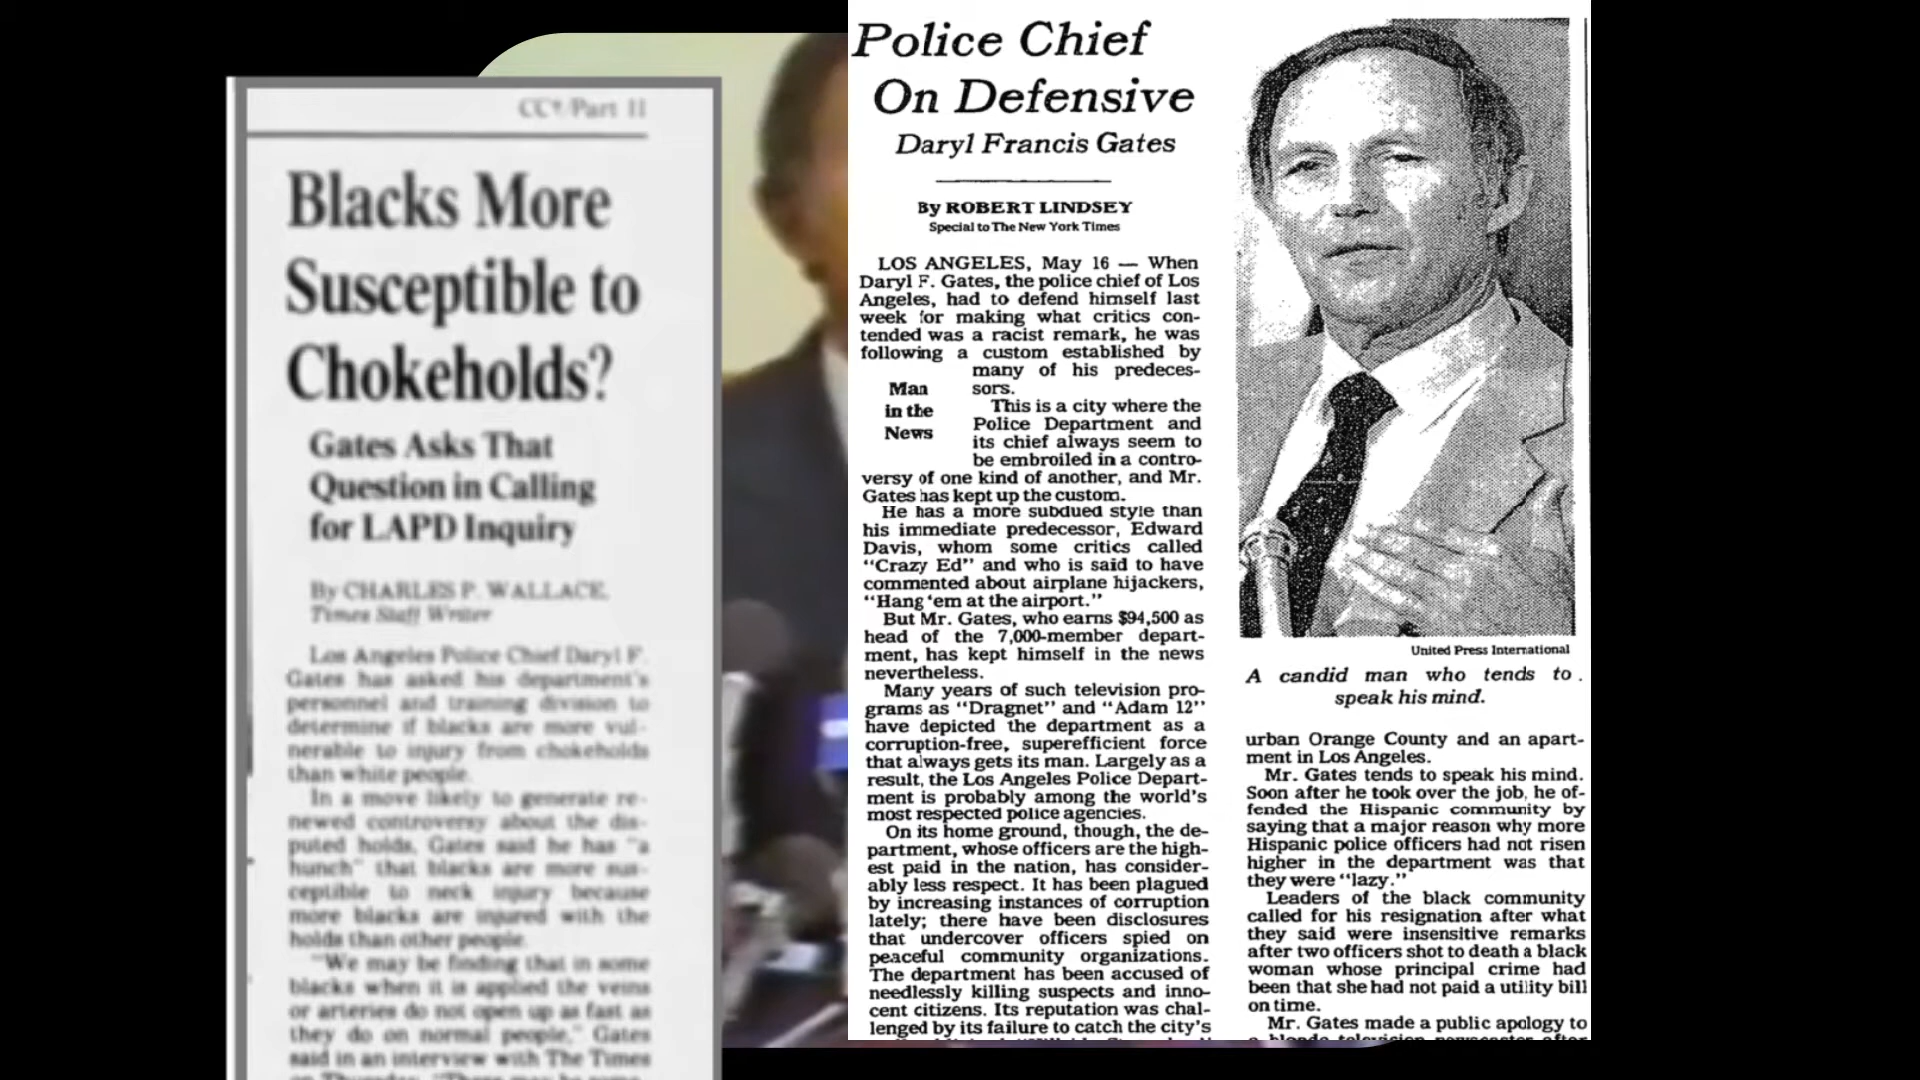 CC*/Part II
Blacks More
Susceptible to
Chokeholds?
Gates Asks That
Question in Calling
for LAPD Inquiry
By CHARLES P. WALLACE,
Times Staff Writer
Los Angeles Police Chief Daryl F.
Gates has asked his department's
personnel and training division to
determine if blacks are more vul-
nerable to injury from chokeholds
than white people.
In a move likely to generate re-
newed controversy about the dis-
puted holds, Gates said he has "a
hunch" that blacks are more sus-
ceptible to neck injury because
more blacks are injured with the
holds than other people.
"We may be finding that in some
blacks when it is applied the veins
or arteries do not open up as fast as
they do on normal people," Gates
said in an interview with The Times
on Thursday. "There may be some-
Police Chief
On Defensive
Daryl Francis Gates
By ROBERT LINDSEY
Special to The New York Times
LOS ANGELES, May 16 — When
Daryl F. Gates, the police chief of Los
Angeles, had to defend himself last
week for making what critics con-
tended was a racist remark, he was
following a custom established by
many of his predeces-
sors.
Man
in the
News
This is a city where the
Police Department and
its chief always seem to
be embroiled in a contro-
versy of one kind of another, and Mr.
Gates has kept up the custom.
He has a more subdued style than
his immediate predecessor, Edward
Davis, whom some critics called
"Crazy Ed" and who is said to have
commented about airplane hijackers,
"Hang 'em at the airport."
But Mr. Gates, who earns $94,500 as
head of the 7,000-member depart-
ment, has kept himself in the news
nevertheless.
Many years of such television pro-
grams as "Dragnet" and "Adam 12"
have depicted the department as a
corruption-free, superefficient force
that always gets its man. Largely as a
result, the Los Angeles Police Depart-
ment is probably among the world's
most respected police agencies.
On its home ground, though, the de-
partment, whose officers are the high-
est paid in the nation, has consider-
ably less respect. It has been plagued
by increasing instances of corruption
lately; there have been disclosures
that undercover officers spied on
peaceful community organizations.
The department has been accused of
needlessly killing suspects and inno-
cent citizens. Its reputation was chal-
lenged by its failure to catch the city's
United Press International
A candid man who tends to
speak his mind.
urban Orange County and an apart-
ment in Los Angeles.
Mr. Gates tends to speak his mind.
Soon after he took over the job, he of-
fended the Hispanic community by
saying that a major reason why more
Hispanic police officers had not risen
higher in the department was that
they were "lazy."
Leaders of the black community
called for his resignation after what
they said were insensitive remarks
after two officers shot to death a black
woman whose principal crime had
been that she had not paid a utility bill
on time.
Mr. Gates made a public apology to
a blonde television newscaster after